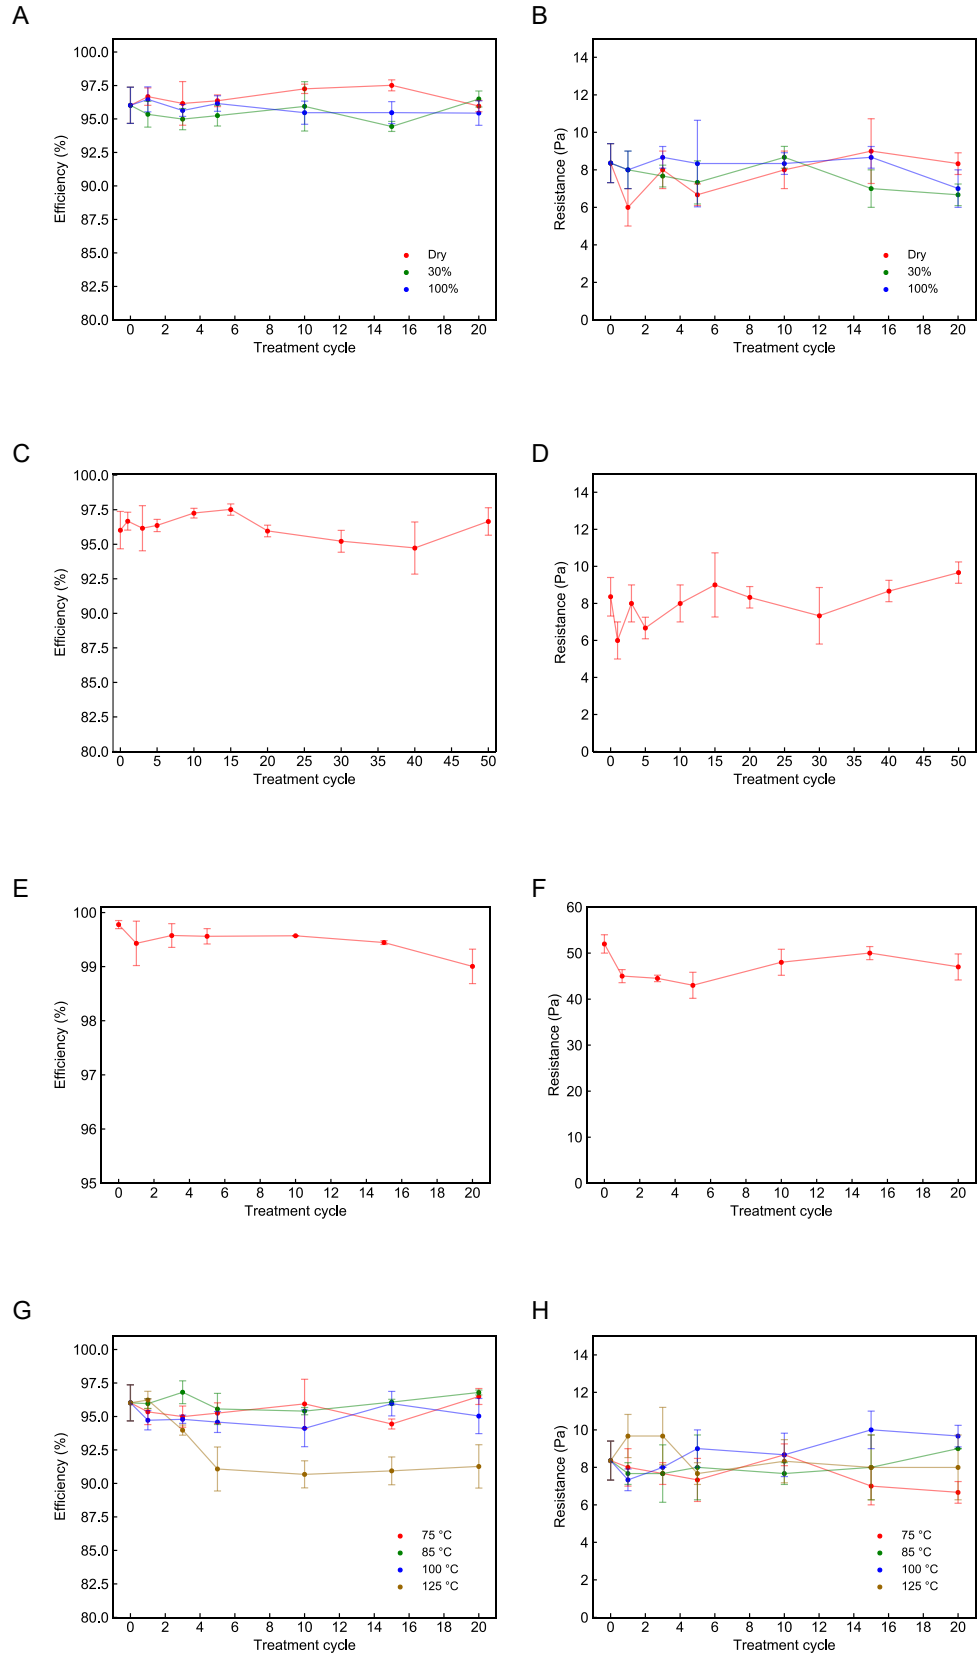 A
100.0
97.5
95.0
92.5
90.0
87.5
85.0
82.5
80.0
Efficiency (%)
Dry
30%
100%
0 2 4 6 8 10 12 14 16 18 20
Treatment cycle
B
14
12
10
8
6
4
2
0
Resistance (Pa)
Dry
30%
100%
0 2 4 6 8 10 12 14 16 18 20
Treatment cycle
C
100.0
97.5
95.0
92.5
90.0
87.5
85.0
82.5
80.0
Efficiency (%)
0 5 10 15 20 25 30 35 40 45 50
Treatment cycle
D
14
12
10
8
6
4
2
0
Resistance (Pa)
0 5 10 15 20 25 30 35 40 45 50
Treatment cycle
E
100
99
98
97
96
95
Efficiency (%)
0 2 4 6 8 10 12 14 16 18 20
Treatment cycle
F
60
50
40
30
20
10
0
Resistance (Pa)
0 2 4 6 8 10 12 14 16 18 20
Treatment cycle
G
100.0
97.5
95.0
92.5
90.0
87.5
85.0
82.5
80.0
Efficiency (%)
75 °C
85 °C
100 °C
125 °C
0 2 4 6 8 10 12 14 16 18 20
Treatment cycle
H
14
12
10
8
6
4
2
0
Resistance (Pa)
75 °C
85 °C
100 °C
125 °C
0 2 4 6 8 10 12 14 16 18 20
Treatment cycle